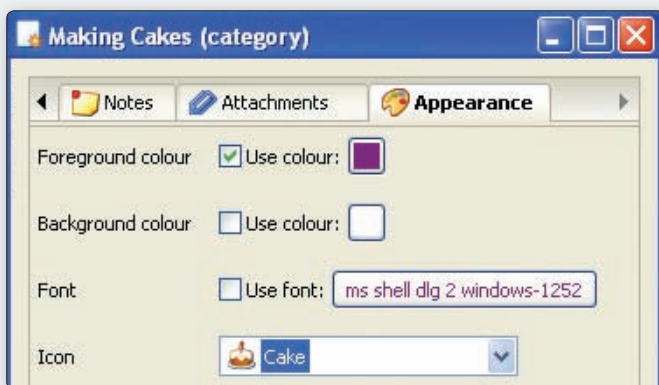 Making Cakes (category)
Notes Attachments Appearance
Foreground colour Use colour:
Background colour Use colour:
Font Use font: ms shell dlg 2 windows-1252
Icon Cake